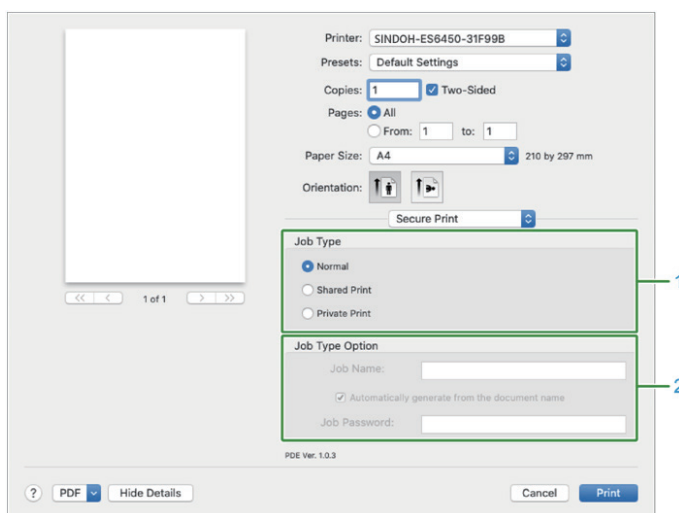 Printer: SINDOH-ES6450-31F99B
Presets: Default Settings
Copies: 1 Two-Sided
Pages: All
From: 1 to: 1
Paper Size: A4 210 by 297 mm
Orientation:
Secure Print
Job Type
Normal
Shared Print
Private Print
1
<< < 1 of 1 > >>
Job Type Option
Job Name:
Automatically generate from the document name
Job Password:
2
PDE Ver. 1.0.3
? PDF Hide Details Cancel Print